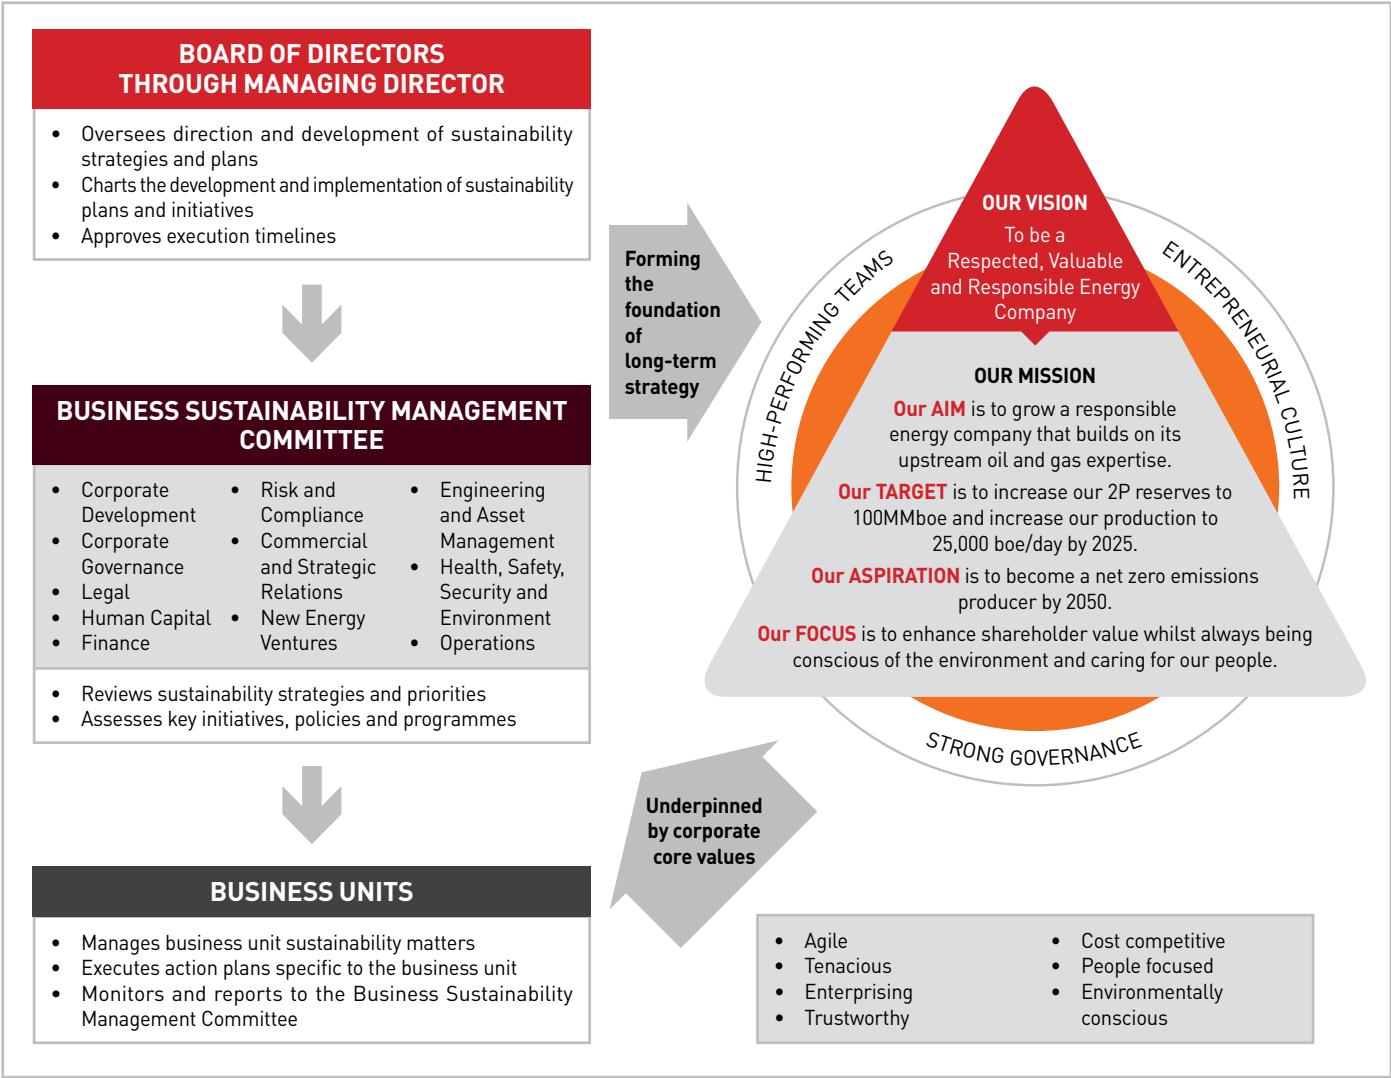 BOARD OF DIRECTORS
THROUGH MANAGING DIRECTOR
• Oversees direction and development of sustainability
strategies and plans
• Charts the development and implementation of sustainability
plans and initiatives
• Approves execution timelines
BUSINESS SUSTAINABILITY MANAGEMENT
COMMITTEE
• Corporate
Development
• Corporate
Governance
• Legal
• Human Capital
• Finance
• Risk and
Compliance
• Commercial
and Strategic
Relations
• New Energy
Ventures
• Engineering
and Asset
Management
• Health, Safety,
Security and
Environment
• Operations
• Reviews sustainability strategies and priorities
• Assesses key initiatives, policies and programmes
BUSINESS UNITS
• Manages business unit sustainability matters
• Executes action plans specific to the business unit
• Monitors and reports to the Business Sustainability
Management Committee
Forming
the
foundation
of
long-term
strategy
HIGH-PERFORMING TEAMS
ENTREPRENEURIAL CULTURE
OUR VISION
To be a
Respected, Valuable
and Responsible Energy
Company
OUR MISSION
Our AIM is to grow a responsible
energy company that builds on its
upstream oil and gas expertise.
Our TARGET is to increase our 2P reserves to
100MMboe and increase our production to
25,000 boe/day by 2025.
Our ASPIRATION is to become a net zero emissions
producer by 2050.
Our FOCUS is to enhance shareholder value whilst always being
conscious of the environment and caring for our people.
STRONG GOVERNANCE
Underpinned
by corporate
core values
• Agile
• Tenacious
• Enterprising
• Trustworthy
• Cost competitive
• People focused
• Environmentally
conscious